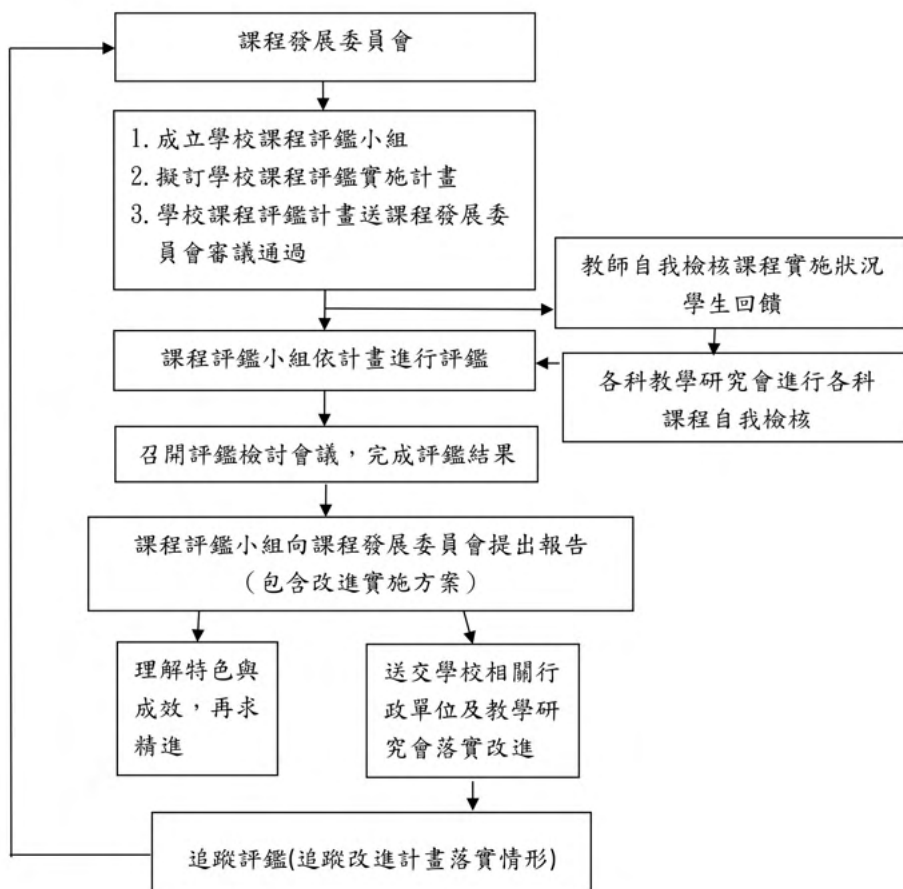 課程發展委員會
1. 成立學校課程評鑑小組
2. 擬訂學校課程評鑑實施計畫
3. 學校課程評鑑計畫送課程發展委
員會審議通過
教師自我檢核課程實施狀況
學生回饋
課程評鑑小組依計畫進行評鑑
各科教學研究會進行各科
課程自我檢核
召開評鑑檢討會議，完成評鑑結果
課程評鑑小組向課程發展委員會提出報告
（包含改進實施方案）
理解特色與
成效，再求
精進
送交學校相關行
政單位及教學研
究會落實改進
追蹤評鑑(追蹤改進計畫落實情形)